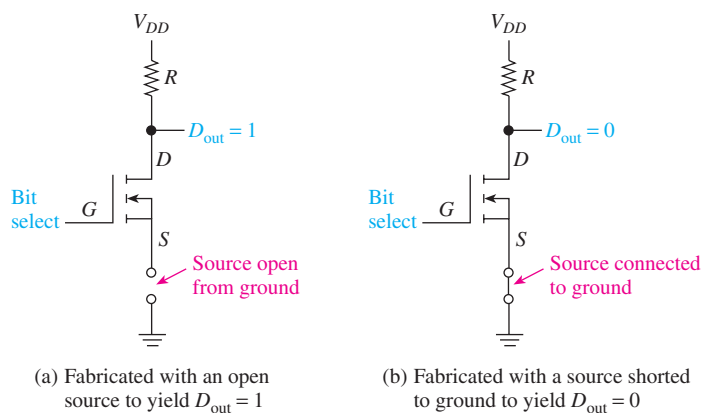 V_DD
R
D_out = 1
D
Bit
select
G
S
Source open
from ground
(a) Fabricated with an open
source to yield D_out = 1
V_DD
R
D_out = 0
D
Bit
select
G
S
Source connected
to ground
(b) Fabricated with a source shorted
to ground to yield D_out = 0